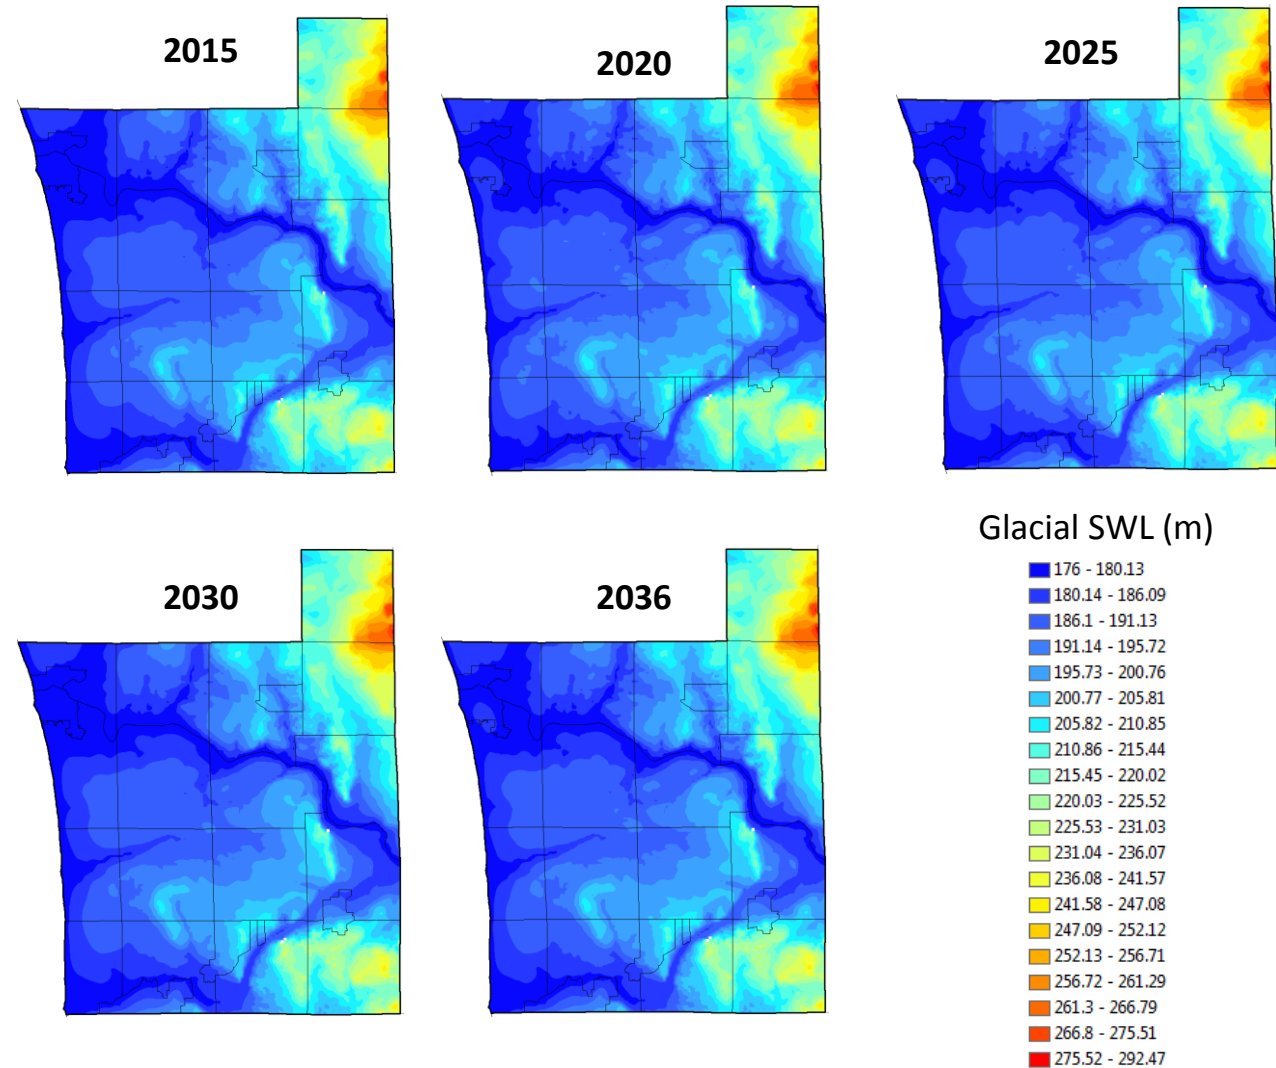 2015
2020
2025
Glacial SWL (m)
176 - 180.13
180.14 - 186.09
186.1 - 191.13
191.14 - 195.72
195.73 - 200.76
200.77 - 205.81
205.82 - 210.85
210.86 - 215.44
215.45 - 220.02
220.03 - 225.52
225.53 - 231.03
231.04 - 236.07
236.08 - 241.57
241.58 - 247.08
247.09 - 252.12
252.13 - 256.71
256.72 - 261.29
261.3 - 266.79
266.8 - 275.51
275.52 - 292.47
2030
2036